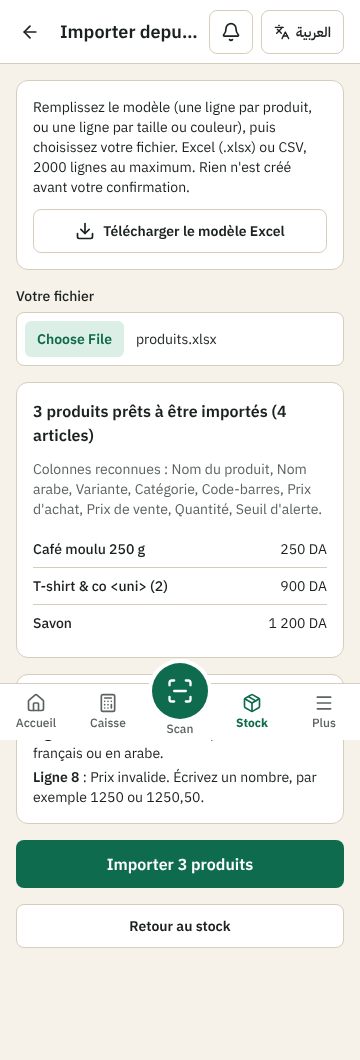 Importer depu...
العربية
Remplissez le modèle (une ligne par produit,
ou une ligne par taille ou couleur), puis
choisissez votre fichier. Excel (.xlsx) ou CSV,
2000 lignes au maximum. Rien n'est créé
avant votre confirmation.
Télécharger le modèle Excel
Votre fichier
Choose File produits.xlsx
3 produits prêts à être importés (4
articles)
Colonnes reconnues : Nom du produit, Nom
arabe, Variante, Catégorie, Code-barres, Prix
d'achat, Prix de vente, Quantité, Seuil d'alerte.
Café moulu 250 g 250 DA
T-shirt & co <uni> (2) 900 DA
Savon 1 200 DA
Accueil Caisse Scan Stock Plus
français ou en arabe.
Ligne 8 : Prix invalide. Écrivez un nombre, par
exemple 1250 ou 1250,50.
Importer 3 produits
Retour au stock